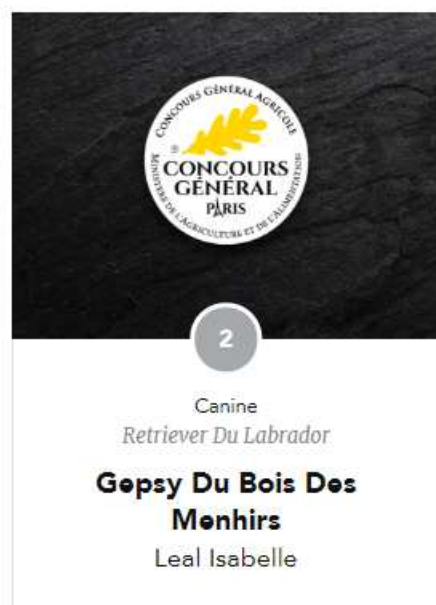 CONCOURS GÉNÉRAL AGRICOLE
®
CONCOURS
GÉNÉRAL
PARIS
MINISTÈRE DE L'AGRICULTURE ET DE L'ALIMENTATION
2
Canine
Retriever Du Labrador
Gepsy Du Bois Des
Menhirs
Leal Isabelle